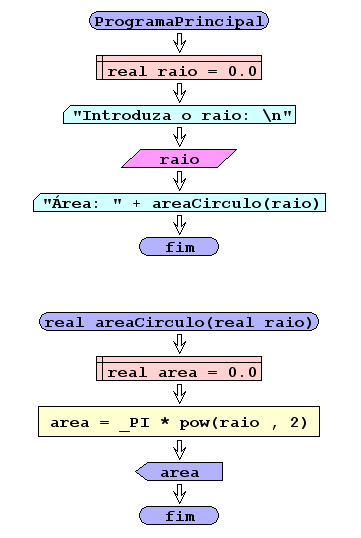 ProgramaPrincipal
real raio = 0.0
"Introduza o raio: \n"
raio
"Área: " + areaCirculo(raio)
fim
real areaCirculo(real raio)
real area = 0.0
area = _PI * pow(raio , 2)
area
fim